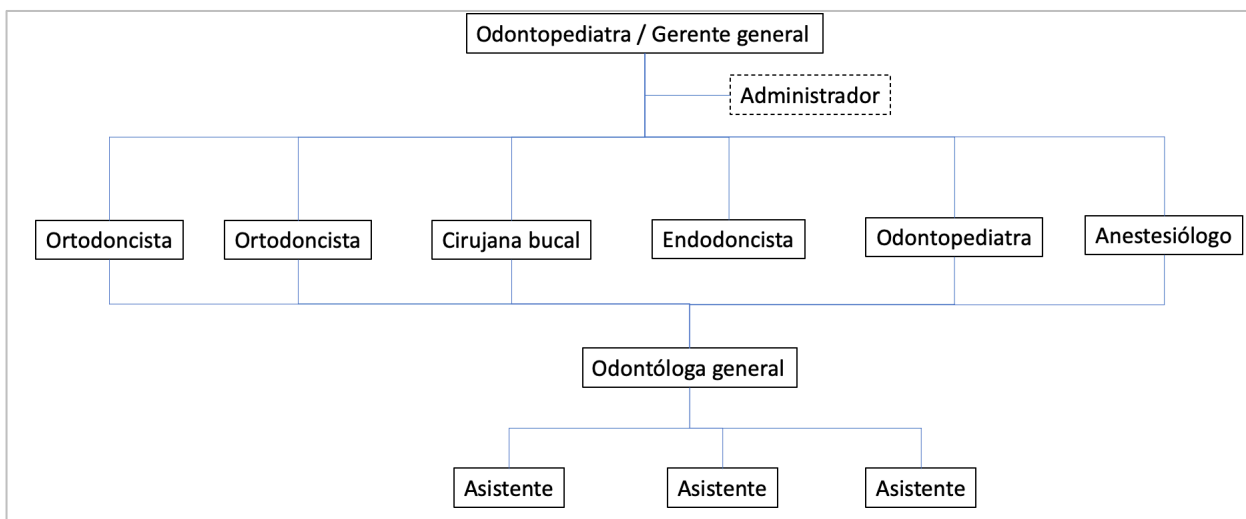 Odontopediatra / Gerente general
Administrador
Ortodoncista
Ortodoncista
Cirujana bucal
Endodoncista
Odontopediatra
Anestesiólogo
Odontóloga general
Asistente
Asistente
Asistente